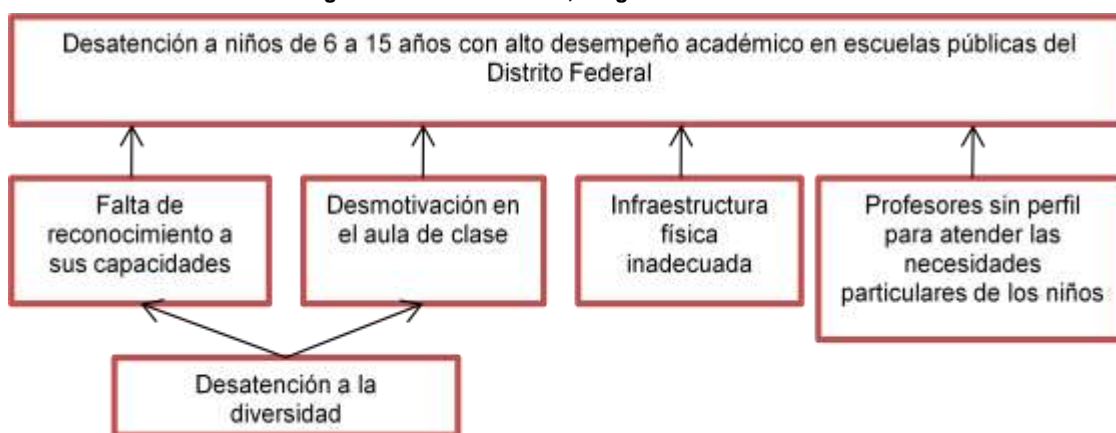 Desatención a niños de 6 a 15 años con alto desempeño académico en escuelas públicas del
Distrito Federal
Falta de
reconocimiento a
sus capacidades
Desmotivación en
el aula de clase
Infraestructura
física
inadecuada
Profesores sin perfil
para atender las
necesidades
particulares de los niños
Desatención a la
diversidad